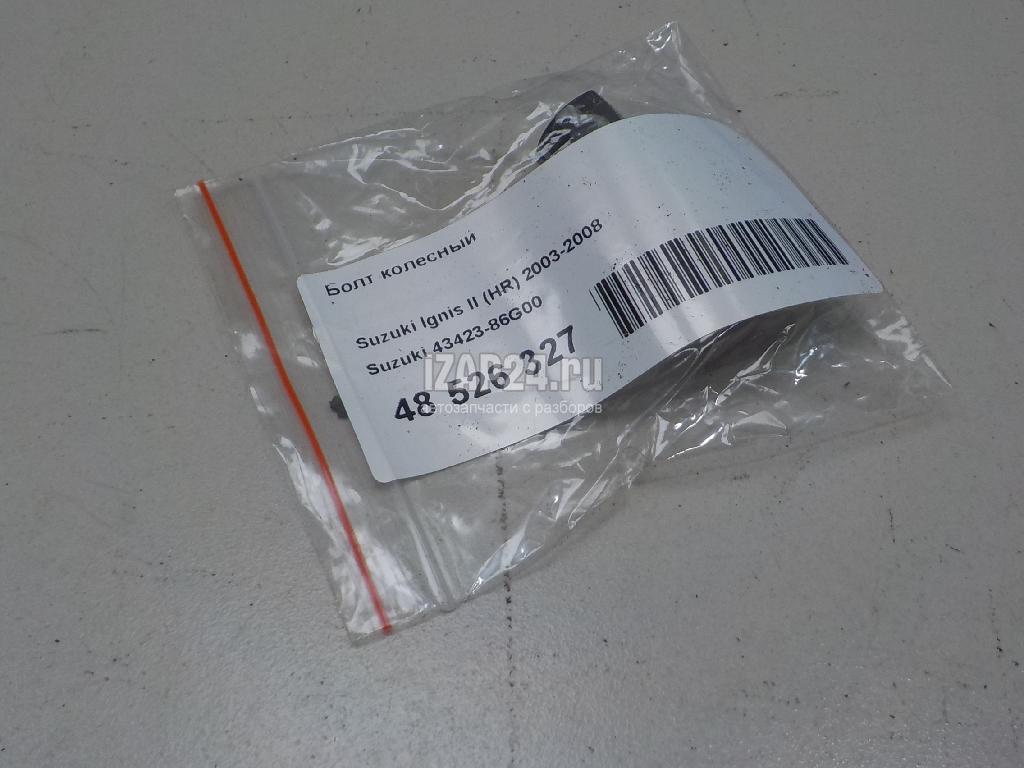 Болт колесный
Suzuki Ignis II (HR) 2003-2008
Suzuki 43423-86G00
48 526 327
iZAP24.ru
автозапчасти с разборов